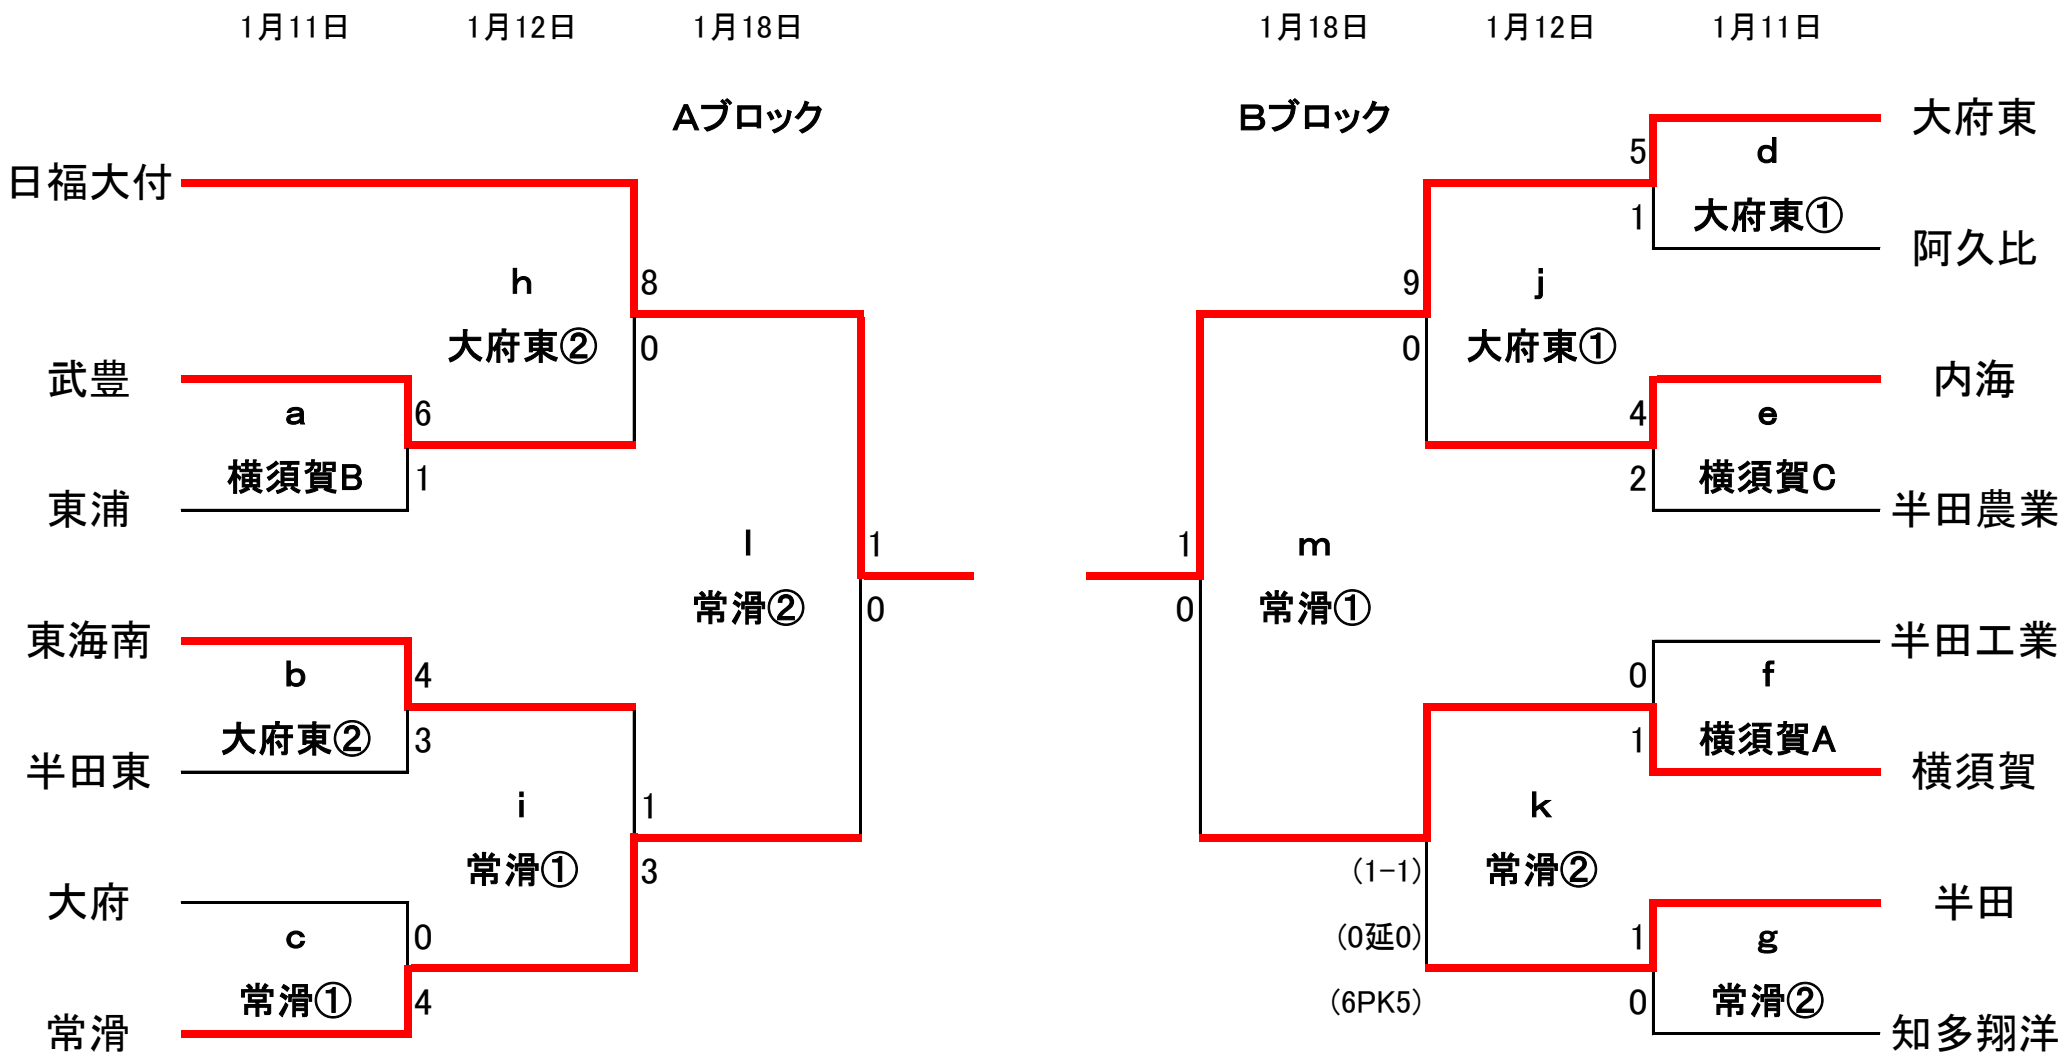 1月11日 1月12日 1月18日 1月18日 1月12日 1月11日
Aブロック Bブロック
大府東
5 d
日福大付
1 大府東①
阿久比
h 8 9 j
大府東② 0 0 大府東①
武豊 内海
a 6 4 e
横須賀B 1 2 横須賀C
東浦 半田農業
l 1 1 m
常滑② 0 0 常滑①
東海南 半田工業
b 4 0 f
大府東② 3 1 横須賀A
半田東 横須賀
i 1 k
常滑① 3 (1-1) 常滑②
大府 半田
c 0 (0延0) 1 g
常滑① 4 (6PK5) 0 常滑②
常滑 知多翔洋